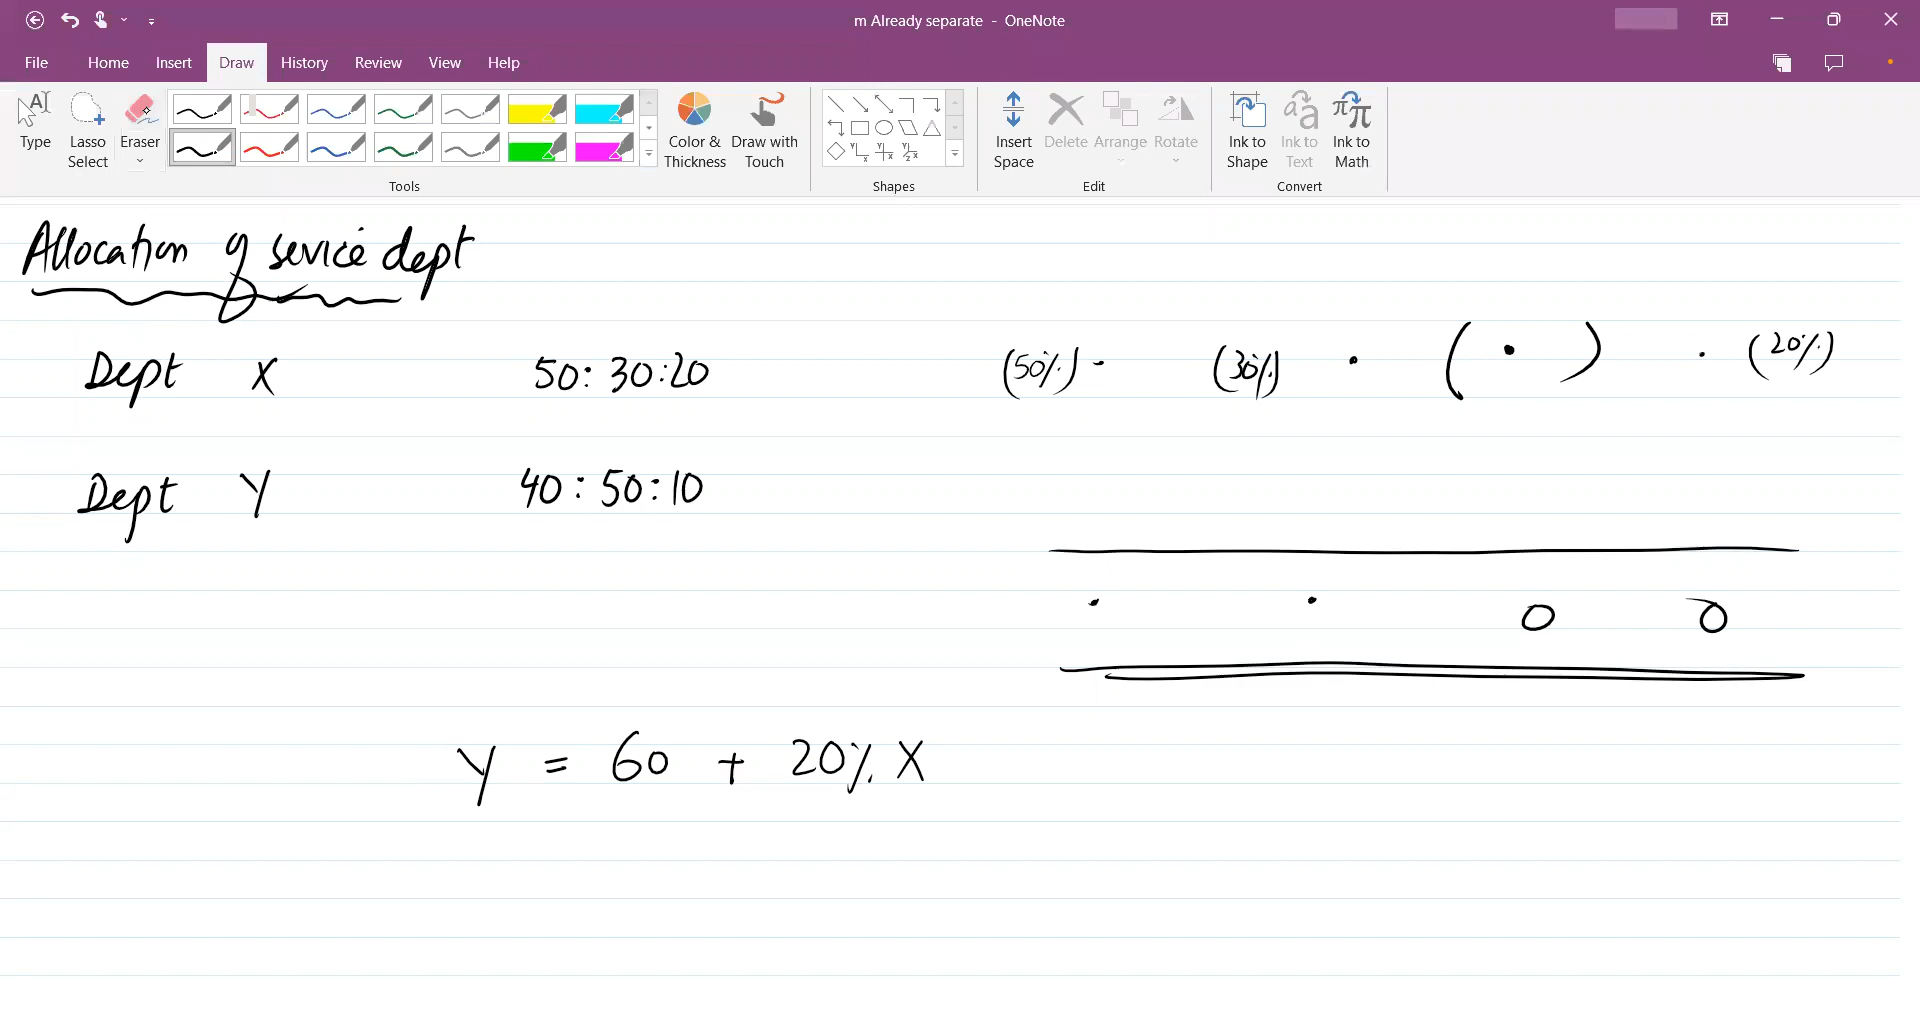 m Already separate - OneNote
File Home Insert Draw History Review View Help
Type Lasso Select Eraser Color & Thickness Draw with Touch Insert Space Delete Arrange Rotate Ink to Shape Ink to Text Ink to Math
Tools Shapes Edit Convert
Allocation of service dept
Dept X 50:30:20 (50%) · (30%) · ( · ) · (20%)
Dept Y 40:50:10
· · 0 0
Y = 60 + 20% X